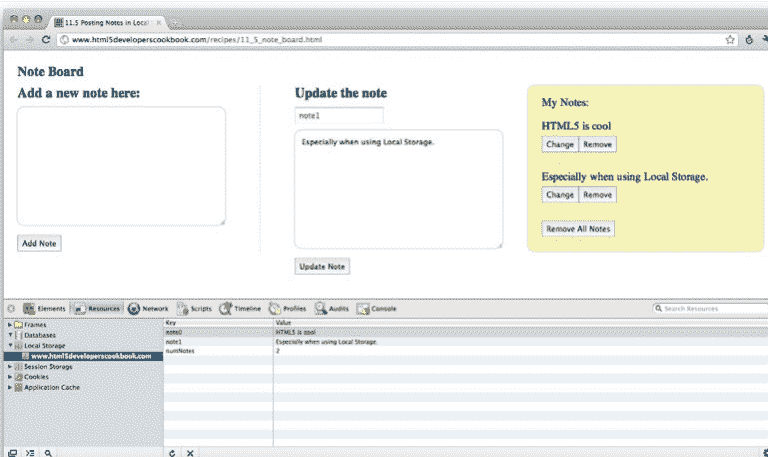 11.5 Posting Notes in Local
www.html5developerscookbook.com/recipes/11_5_note_board.html
Note Board
Add a new note here:
Add Note
Update the note
note1
Especially when using Local Storage.
Update Note
My Notes:
HTML5 is cool
Change Remove
Especially when using Local Storage.
Change Remove
Remove All Notes
Elements Resources Network Scripts Timeline Profiles Audits Console Search Resources
Frames
Databases
Local Storage
www.html5developerscookbook.com
Session Storage
Cookies
Application Cache
Key Value
note0 HTML5 is cool
note1 Especially when using Local Storage.
numNotes 2